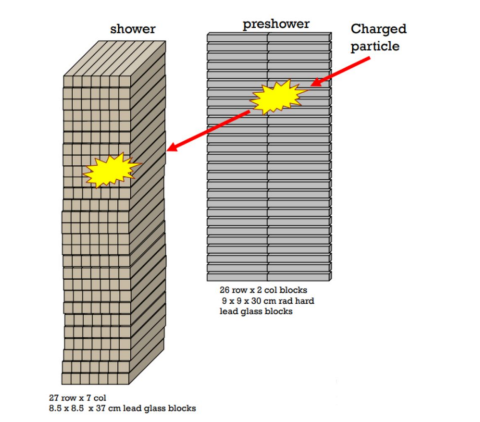 shower
preshower
Charged
particle
26 row x 2 col blocks
9 x 9 x 30 cm rad hard
lead glass blocks
27 row x 7 col
8.5 x 8.5 x 37 cm lead glass blocks